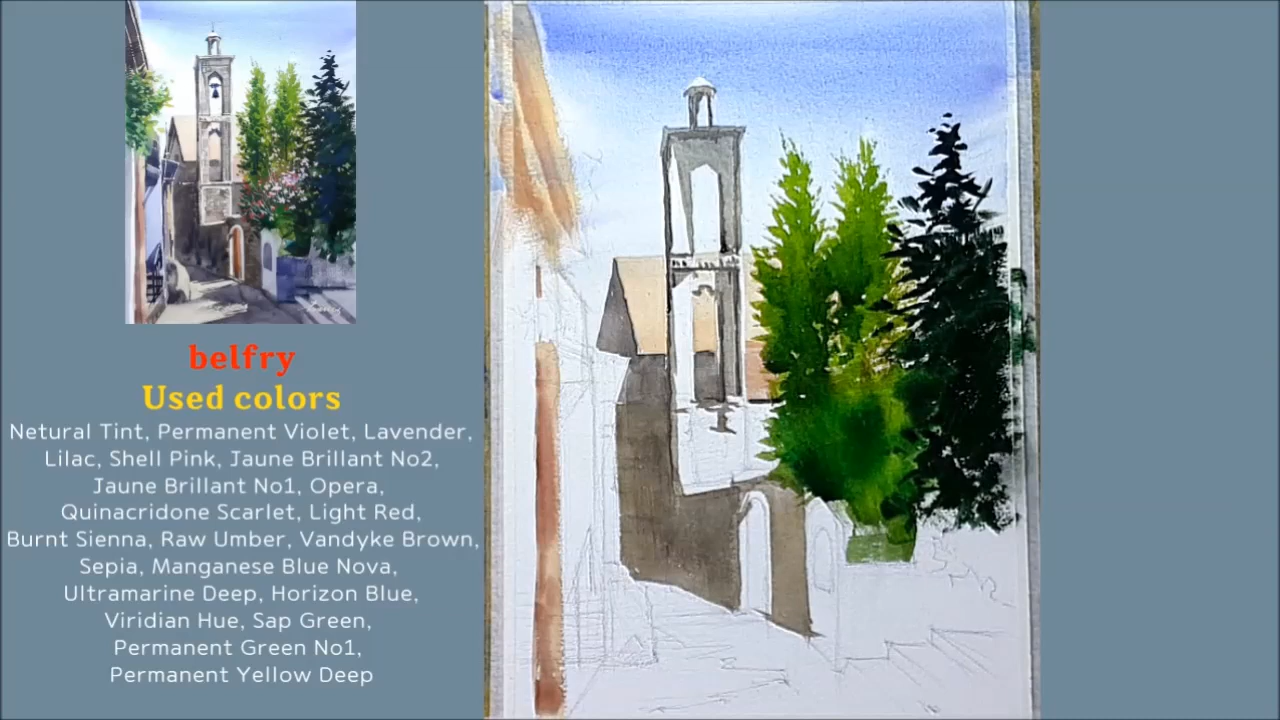 belfry
Used colors
Netural Tint, Permanent Violet, Lavender,
Lilac, Shell Pink, Jaune Brillant No2,
Jaune Brillant No1, Opera,
Quinacridone Scarlet, Light Red,
Burnt Sienna, Raw Umber, Vandyke Brown,
Sepia, Manganese Blue Nova,
Ultramarine Deep, Horizon Blue,
Viridian Hue, Sap Green,
Permanent Green No1,
Permanent Yellow Deep